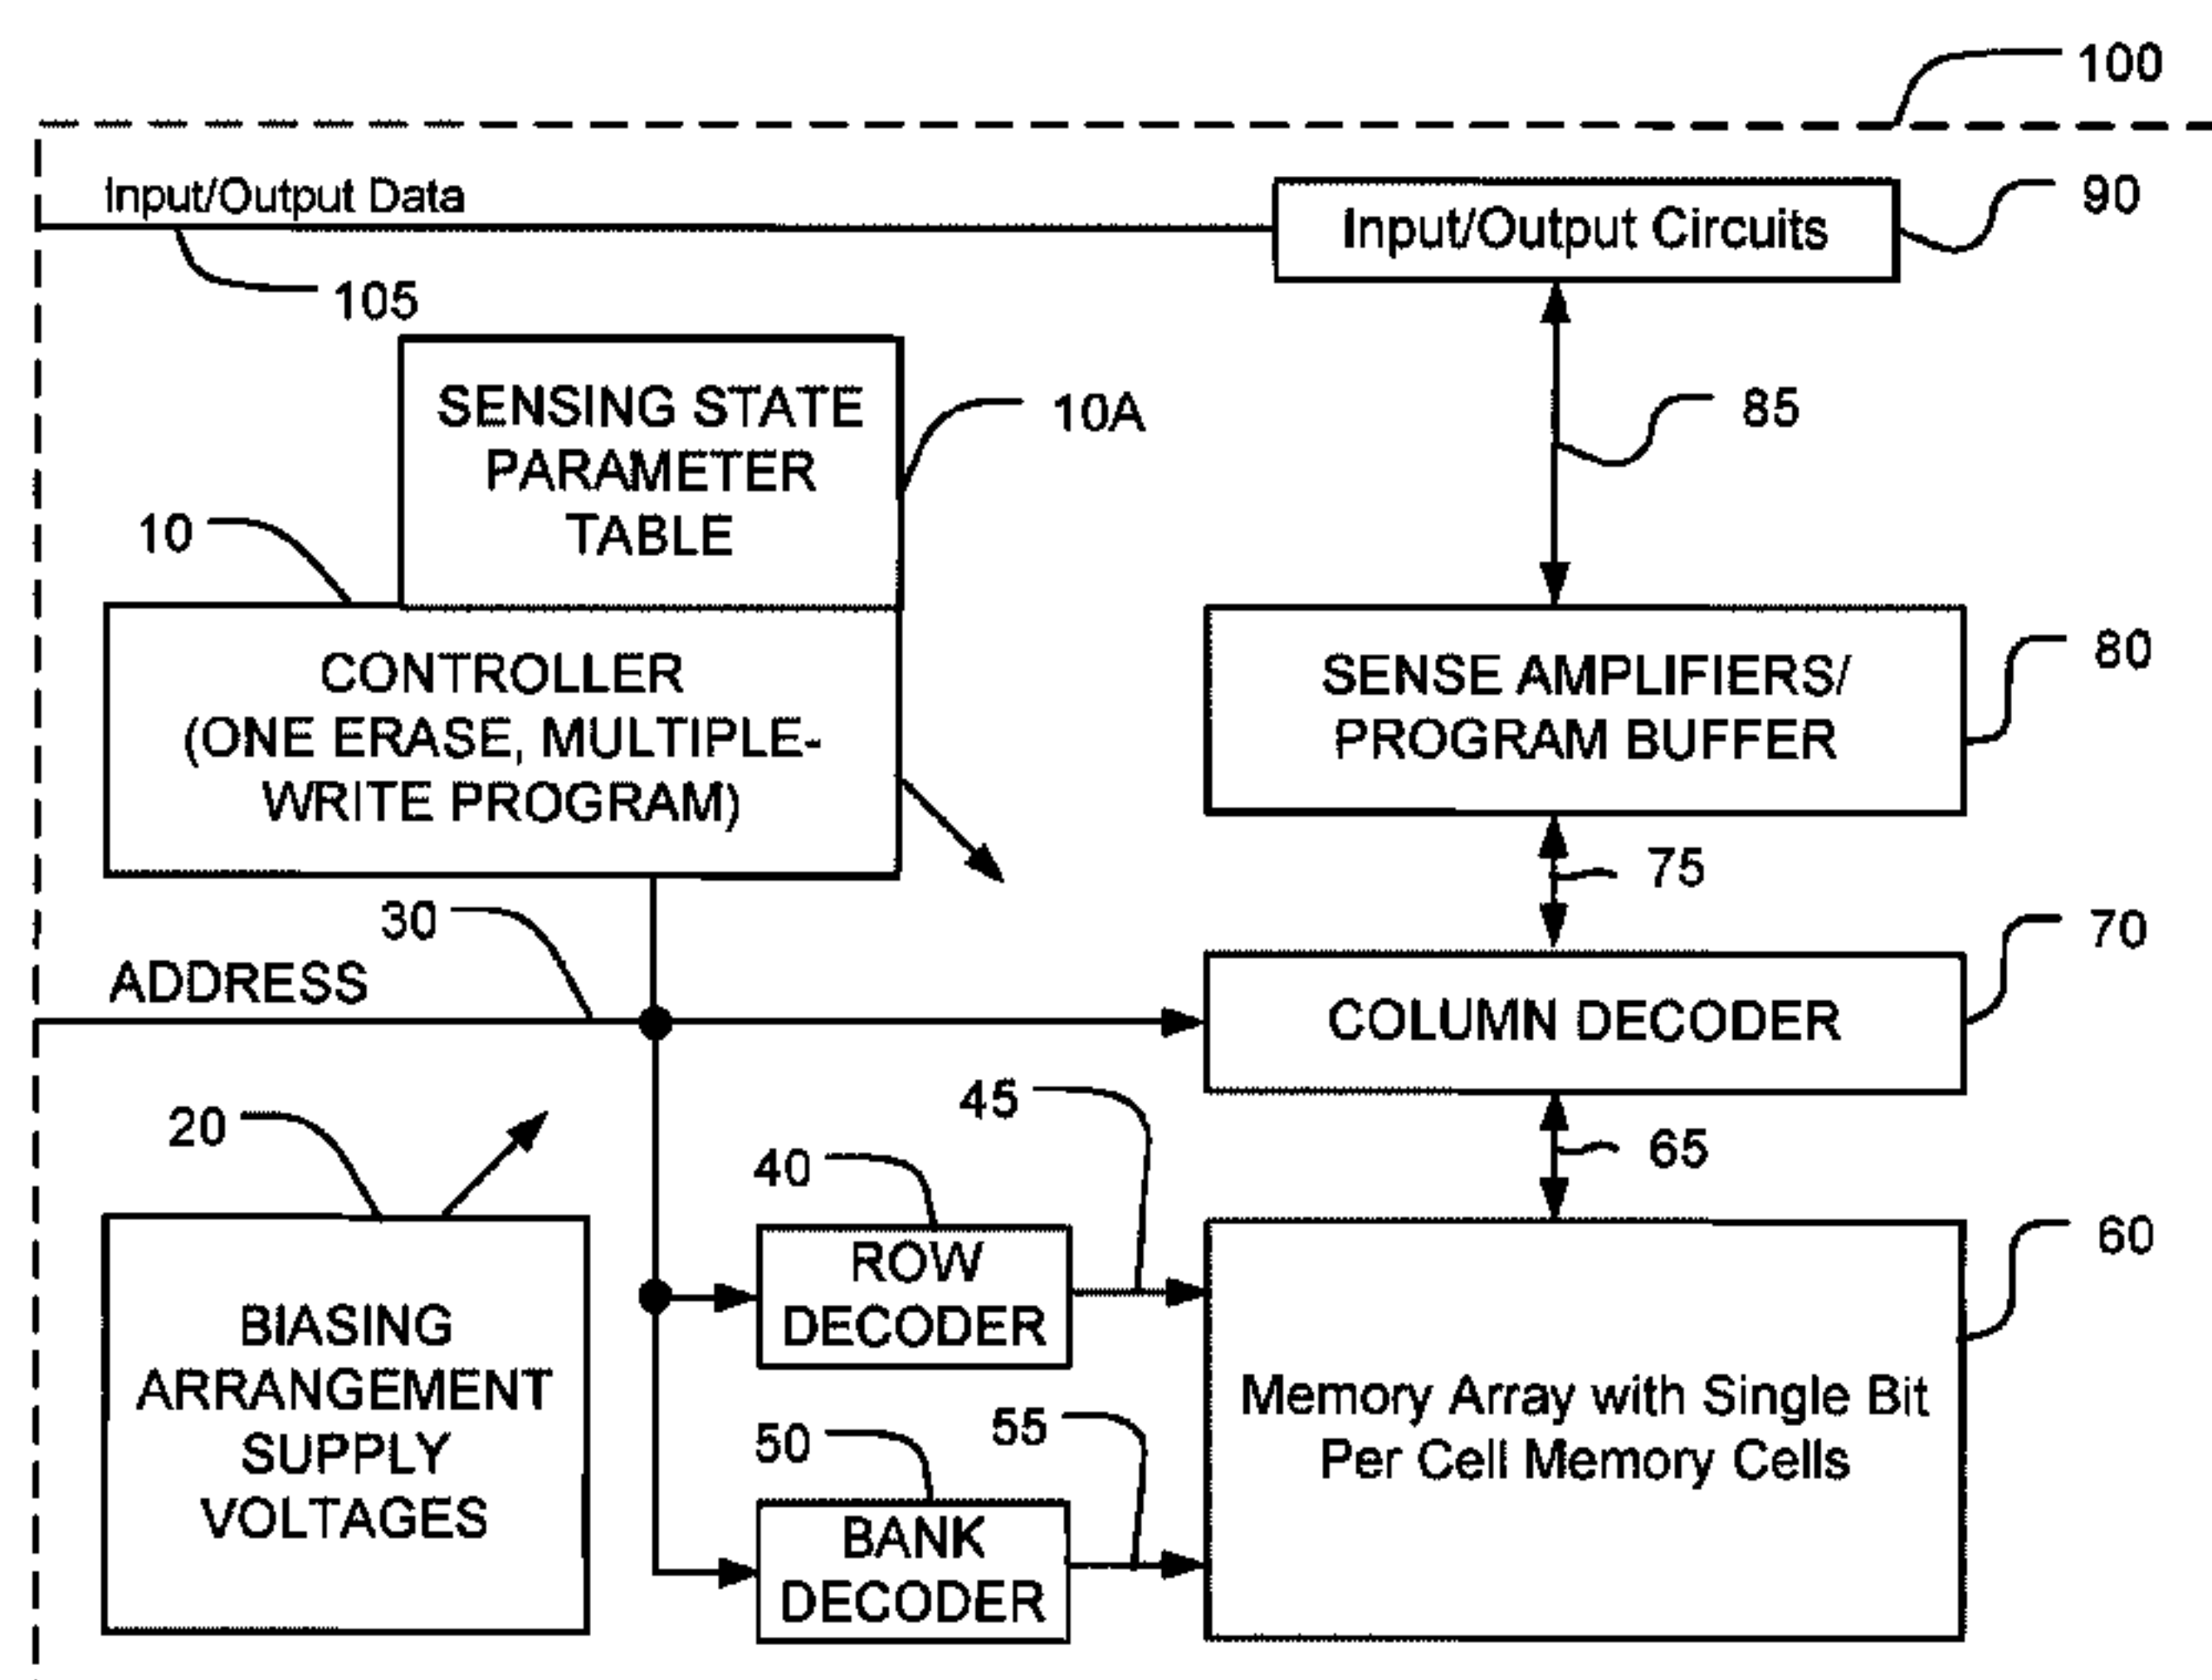 100
Input/Output Data
Input/Output Circuits
90
105
SENSING STATE
PARAMETER
TABLE
10A
85
10
CONTROLLER
(ONE ERASE, MULTIPLE-
WRITE PROGRAM)
SENSE AMPLIFIERS/
PROGRAM BUFFER
80
75
30
ADDRESS
COLUMN DECODER
70
20
45
65
40
ROW
DECODER
60
BIASING
ARRANGEMENT
SUPPLY
VOLTAGES
Memory Array with Single Bit
Per Cell Memory Cells
50
55
BANK
DECODER